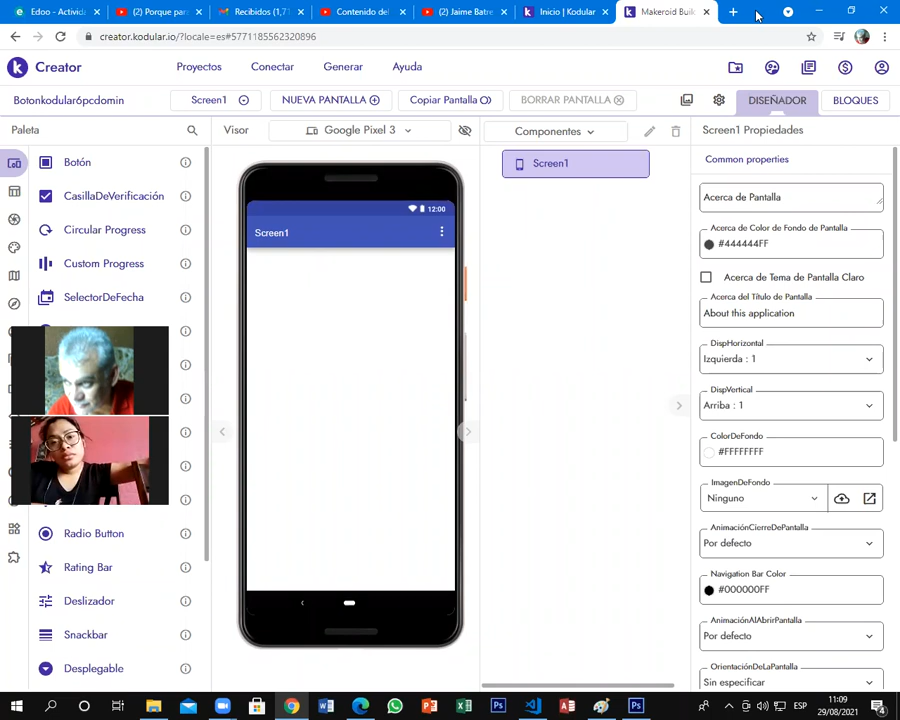 Edoo - Activid
(2) Porque par
Recibidos (1,71
Contenido del
(2) Jaime Batre
Inicio | Kodular
Makeroid Buil
creator.kodular.io/?locale=es#5771185562320896
Creator
Proyectos
Conectar
Generar
Ayuda
Botonkodular6pcdomin
Screen1
NUEVA PANTALLA
Copiar Pantalla
BORRAR PANTALLA
DISEÑADOR
BLOQUES
Paleta
Visor
Google Pixel 3
Componentes
Screen1 Propiedades
Botón
CasillaDeVerificación
Circular Progress
Custom Progress
SelectorDeFecha
Radio Button
Rating Bar
Deslizador
Snackbar
Desplegable
12:00
Screen1
Screen1
Common properties
Acerca de Pantalla
Acerca de Color de Fondo de Pantalla
#444444FF
Acerca de Tema de Pantalla Claro
Acerca del Título de Pantalla
About this application
DispHorizontal
Izquierda : 1
DispVertical
Arriba : 1
ColorDeFondo
#FFFFFFFF
ImagenDeFondo
Ninguno
AnimaciónCierreDePantalla
Por defecto
Navigation Bar Color
#000000FF
AnimaciónAlAbrirPantalla
Por defecto
OrientaciónDeLaPantalla
Sin especificar
ESP
11:09
29/08/2021
4